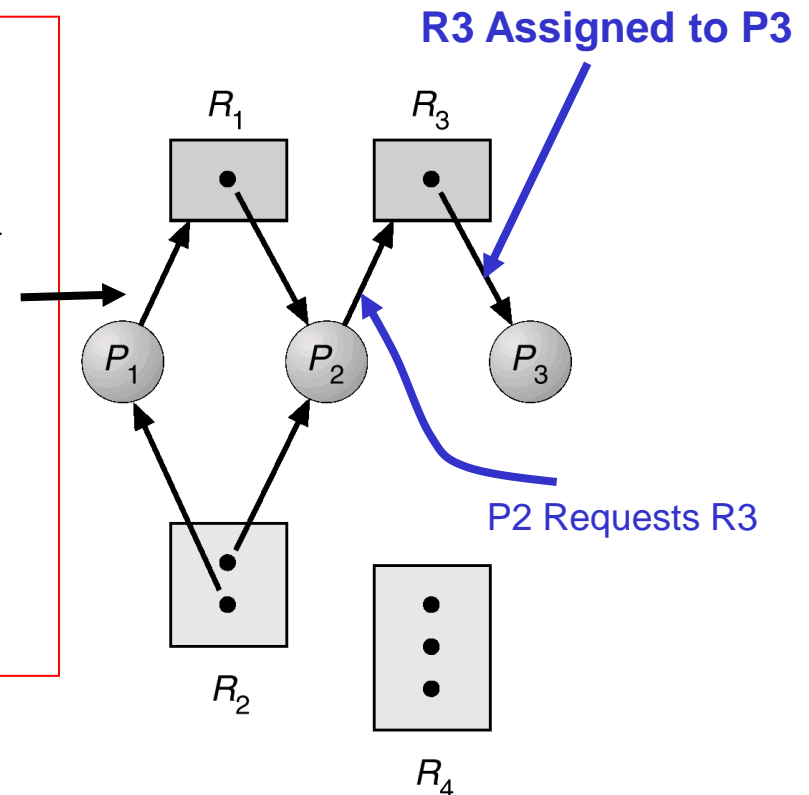 R3 Assigned to P3
R1 R3
P1 P2 P3
P2 Requests R3
R2
R4